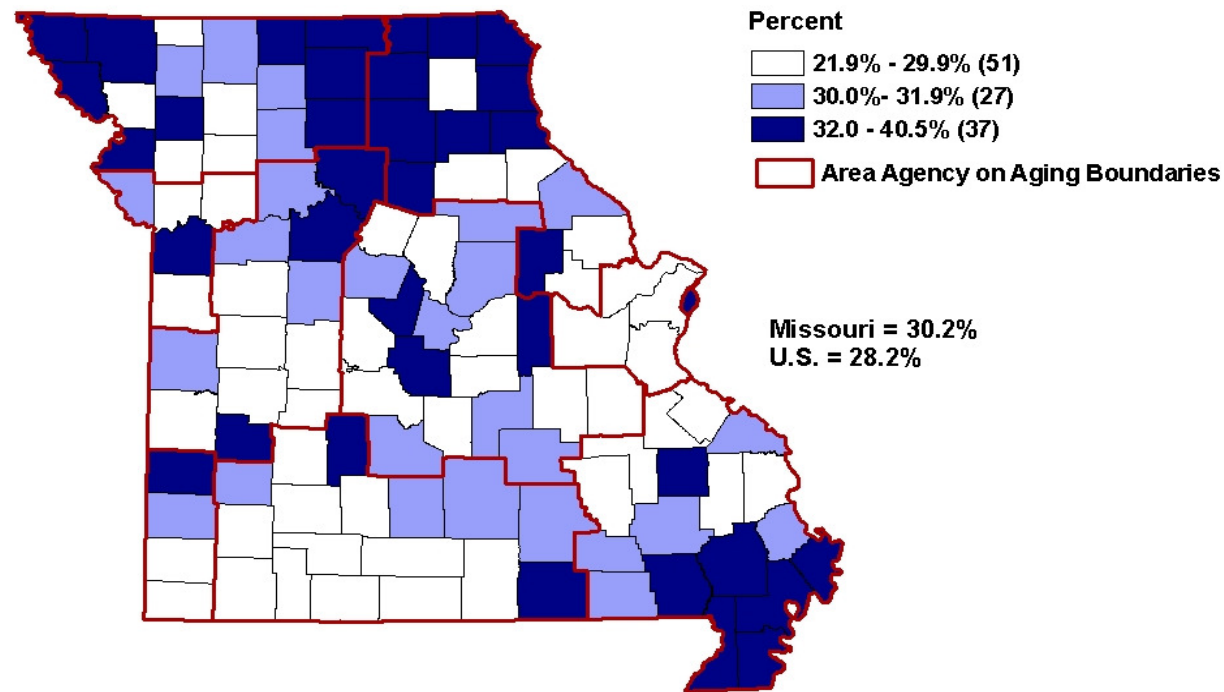 Percent
21.9% - 29.9% (51)
30.0%- 31.9% (27)
32.0 - 40.5% (37)
Area Agency on Aging Boundaries
Missouri = 30.2%
U.S. = 28.2%